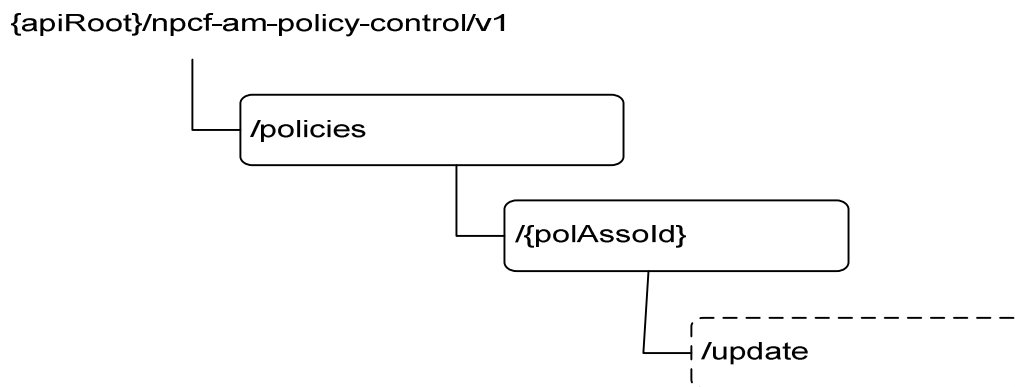 {apiRoot}/npcf-am-policy-control/v1
/policies
/{polAssoId}
/update